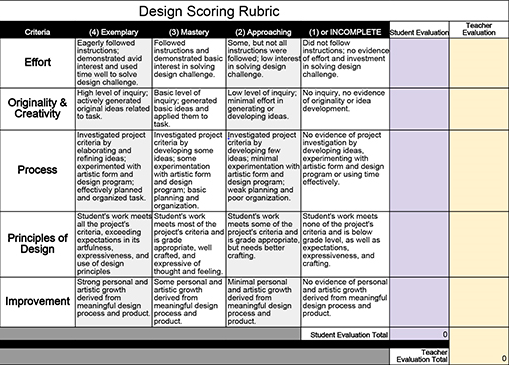 Design Scoring Rubric
Criteria (4) Exemplary (3) Mastery (2) Approaching (1) or INCOMPLETE Student Evaluation Teacher Evaluation
Effort
Eagerly followed
instructions;
demonstrated avid
interest and used
time well to solve
design challenge.
Followed
instructions and
demonstrated basic
interest in solving
design challenge.
Some, but not all
instructions were
followed; low interest
in solving design
challenge.
Did not follow
instructions; no evidence
of effort and investment
in solving design
challenge.
Originality &
Creativity
High level of inquiry;
actively generated
original ideas related
to task.
Basic level of
inquiry; generated
basic ideas and
applied them to
task.
Low level of inquiry;
minimal effort in
generating or
developing ideas.
No inquiry, no evidence
of originality or idea
development.
Process
Investigated project
criteria by
elaborating and
refining ideas;
experimented with
artistic form and
design program;
effectively planned
and organized task.
Investigated project
criteria by
developing some
ideas; some
experimentation
with artistic form
and design
program; basic
planning and
organization.
Investigated project
criteria by
developing few
ideas; minimal
experimentation with
artistic form and
design program;
weak planning and
poor organization.
No evidence of project
investigation by
developing ideas,
experimenting with
artistic form and design
program or using time
effectively.
Principles of
Design
Student's work meets
all the project's
criteria, exceeding
expectations in its
artfulness,
expressiveness, and
use of design
principles
Student's work
meets most of the
project's criteria and
is grade
appropriate, well
crafted, and
expressive of
thought and feeling.
Student's work
meets some of the
project's criteria and
is grade appropriate,
but needs better
crafting.
Student's work meets
none of the project's
criteria and is below
grade level, as well as
expectations,
expressiveness, and
crafting.
Improvement
Strong personal and
artistic growth
derived from
meaningful design
process and product.
Some personal and
artistic growth
derived from
meaningful design
process and
product.
Minimal personal
and artistic growth
derived from
meaningful design
process and
product.
No evidence of personal
and artistic growth
derived from meaningful
design process and
product.
Student Evaluation Total 0
Teacher
Evaluation Total 0